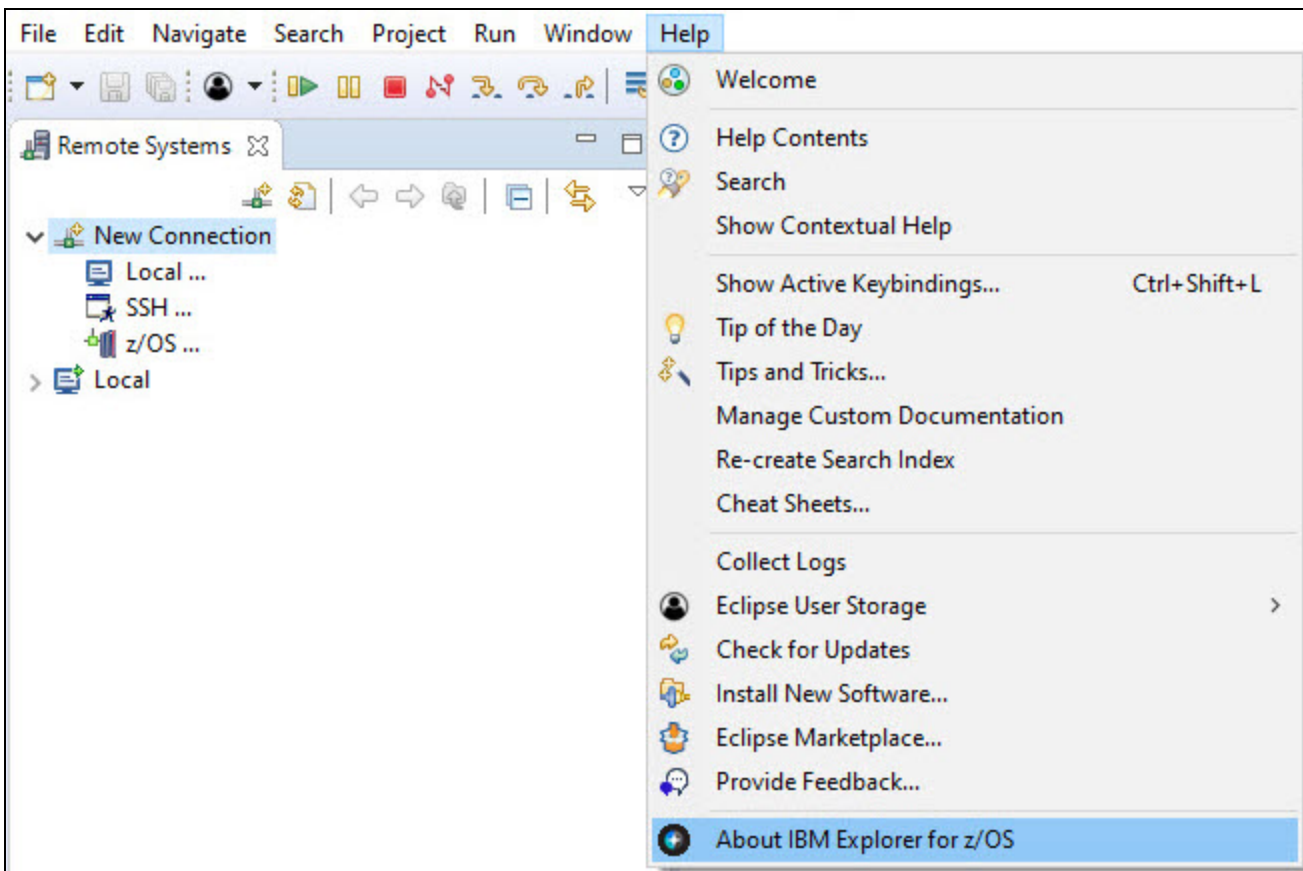 File Edit Navigate Search Project Run Window Help
Remote Systems
New Connection
Local ...
SSH ...
z/OS ...
Local
Welcome
Help Contents
Search
Show Contextual Help
Show Active Keybindings... Ctrl+Shift+L
Tip of the Day
Tips and Tricks...
Manage Custom Documentation
Re-create Search Index
Cheat Sheets...
Collect Logs
Eclipse User Storage
Check for Updates
Install New Software...
Eclipse Marketplace...
Provide Feedback...
About IBM Explorer for z/OS